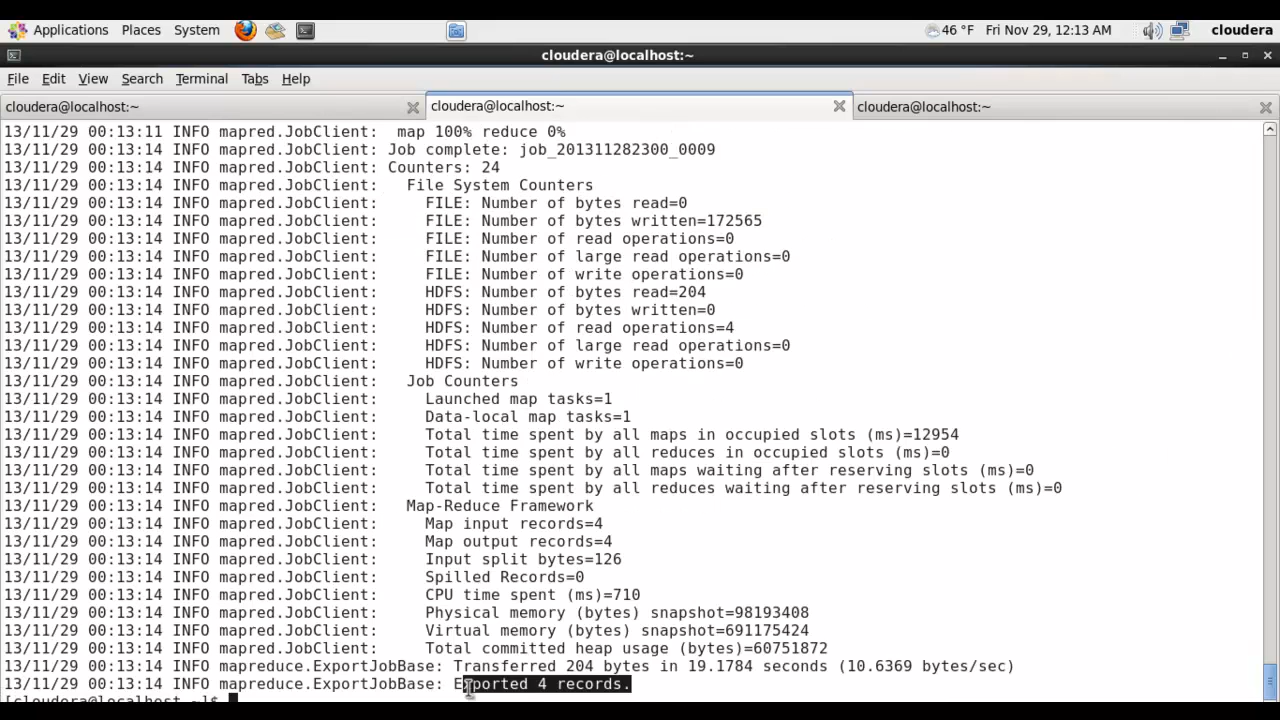 Applications Places System 46 °F Fri Nov 29, 12:13 AM cloudera
cloudera@localhost:~
File Edit View Search Terminal Tabs Help
cloudera@localhost:~ cloudera@localhost:~ cloudera@localhost:~
13/11/29 00:13:11 INFO mapred.JobClient:  map 100% reduce 0%
13/11/29 00:13:14 INFO mapred.JobClient: Job complete: job_201311282300_0009
13/11/29 00:13:14 INFO mapred.JobClient: Counters: 24
13/11/29 00:13:14 INFO mapred.JobClient:   File System Counters
13/11/29 00:13:14 INFO mapred.JobClient:     FILE: Number of bytes read=0
13/11/29 00:13:14 INFO mapred.JobClient:     FILE: Number of bytes written=172565
13/11/29 00:13:14 INFO mapred.JobClient:     FILE: Number of read operations=0
13/11/29 00:13:14 INFO mapred.JobClient:     FILE: Number of large read operations=0
13/11/29 00:13:14 INFO mapred.JobClient:     FILE: Number of write operations=0
13/11/29 00:13:14 INFO mapred.JobClient:     HDFS: Number of bytes read=204
13/11/29 00:13:14 INFO mapred.JobClient:     HDFS: Number of bytes written=0
13/11/29 00:13:14 INFO mapred.JobClient:     HDFS: Number of read operations=4
13/11/29 00:13:14 INFO mapred.JobClient:     HDFS: Number of large read operations=0
13/11/29 00:13:14 INFO mapred.JobClient:     HDFS: Number of write operations=0
13/11/29 00:13:14 INFO mapred.JobClient:   Job Counters
13/11/29 00:13:14 INFO mapred.JobClient:     Launched map tasks=1
13/11/29 00:13:14 INFO mapred.JobClient:     Data-local map tasks=1
13/11/29 00:13:14 INFO mapred.JobClient:     Total time spent by all maps in occupied slots (ms)=12954
13/11/29 00:13:14 INFO mapred.JobClient:     Total time spent by all reduces in occupied slots (ms)=0
13/11/29 00:13:14 INFO mapred.JobClient:     Total time spent by all maps waiting after reserving slots (ms)=0
13/11/29 00:13:14 INFO mapred.JobClient:     Total time spent by all reduces waiting after reserving slots (ms)=0
13/11/29 00:13:14 INFO mapred.JobClient:   Map-Reduce Framework
13/11/29 00:13:14 INFO mapred.JobClient:     Map input records=4
13/11/29 00:13:14 INFO mapred.JobClient:     Map output records=4
13/11/29 00:13:14 INFO mapred.JobClient:     Input split bytes=126
13/11/29 00:13:14 INFO mapred.JobClient:     Spilled Records=0
13/11/29 00:13:14 INFO mapred.JobClient:     CPU time spent (ms)=710
13/11/29 00:13:14 INFO mapred.JobClient:     Physical memory (bytes) snapshot=98193408
13/11/29 00:13:14 INFO mapred.JobClient:     Virtual memory (bytes) snapshot=691175424
13/11/29 00:13:14 INFO mapred.JobClient:     Total committed heap usage (bytes)=60751872
13/11/29 00:13:14 INFO mapreduce.ExportJobBase: Transferred 204 bytes in 19.1784 seconds (10.6369 bytes/sec)
13/11/29 00:13:14 INFO mapreduce.ExportJobBase: Exported 4 records.
[cloudera@localhost ~]$